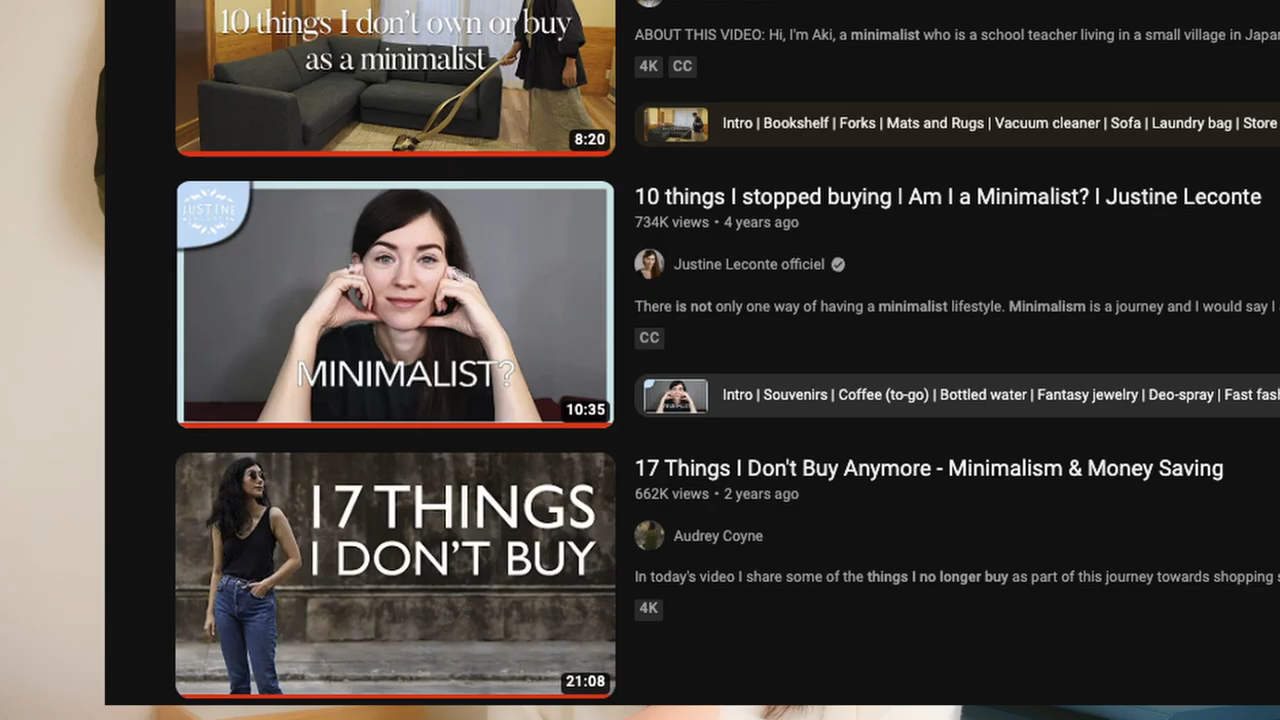 10 things I don't own or buy
as a minimalist
8:20
ABOUT THIS VIDEO: Hi, I'm Aki, a minimalist who is a school teacher living in a small village in Japan
4K CC
Intro | Bookshelf | Forks | Mats and Rugs | Vacuum cleaner | Sofa | Laundry bag | Store
JUSTINE
LECONTE
MINIMALIST?
10:35
10 things I stopped buying I Am I a Minimalist? I Justine Leconte
734K views • 4 years ago
Justine Leconte officiel
There is not only one way of having a minimalist lifestyle. Minimalism is a journey and I would say I
CC
Intro | Souvenirs | Coffee (to-go) | Bottled water | Fantasy jewelry | Deo-spray | Fast fash
17 THINGS
I DON'T BUY
21:08
17 Things I Don't Buy Anymore - Minimalism & Money Saving
662K views • 2 years ago
Audrey Coyne
In today's video I share some of the things I no longer buy as part of this journey towards shopping
4K